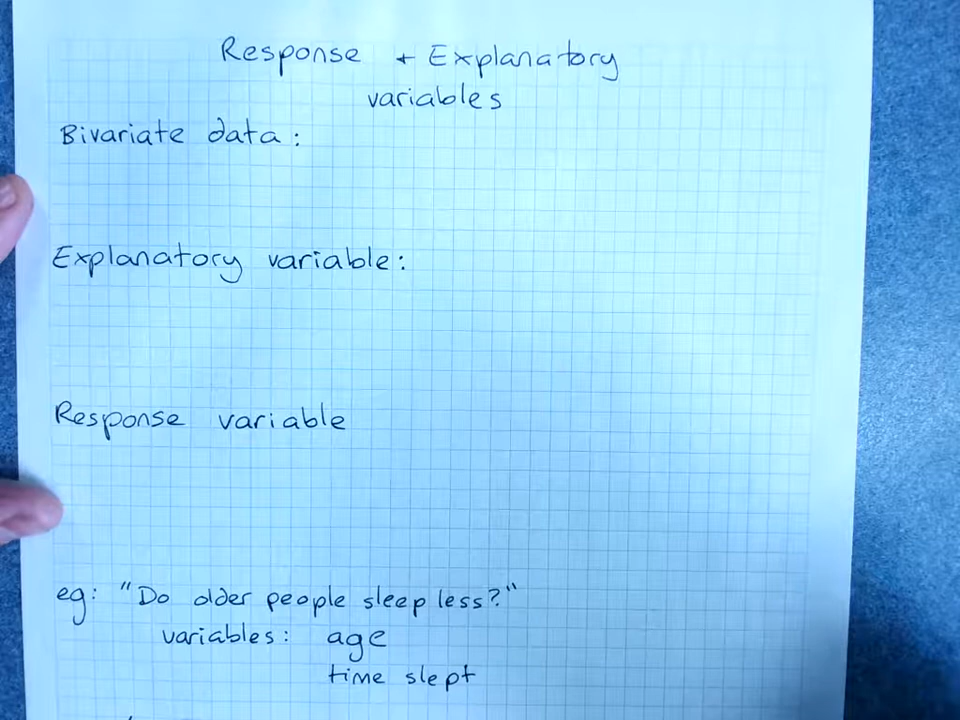 Response + Explanatory
variables
Bivariate data:
Explanatory variable:
Response variable
eg: "Do older people sleep less?"
variables: age
time slept